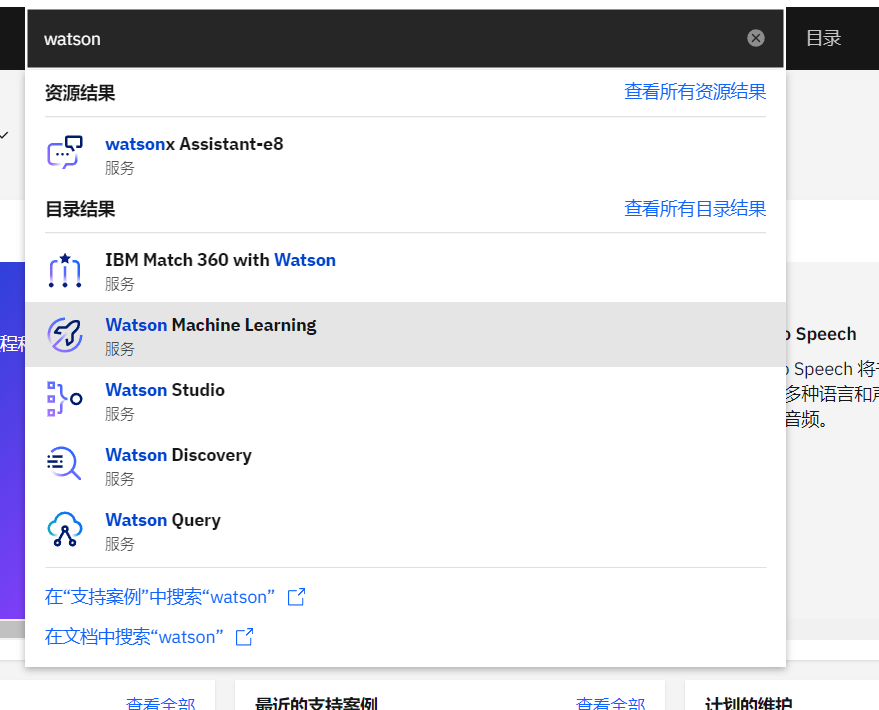 watson
目录
资源结果
查看所有资源结果
watsonx Assistant-e8
服务
目录结果
查看所有目录结果
IBM Match 360 with Watson
服务
Watson Machine Learning
服务
Speech
Watson Studio
服务
Speech 将
多种语言和
音频。
Watson Discovery
服务
Watson Query
服务
在“支持案例”中搜索“watson”
在文档中搜索“watson”
查看全部
最近的支持案例
查看全部
计划的维护